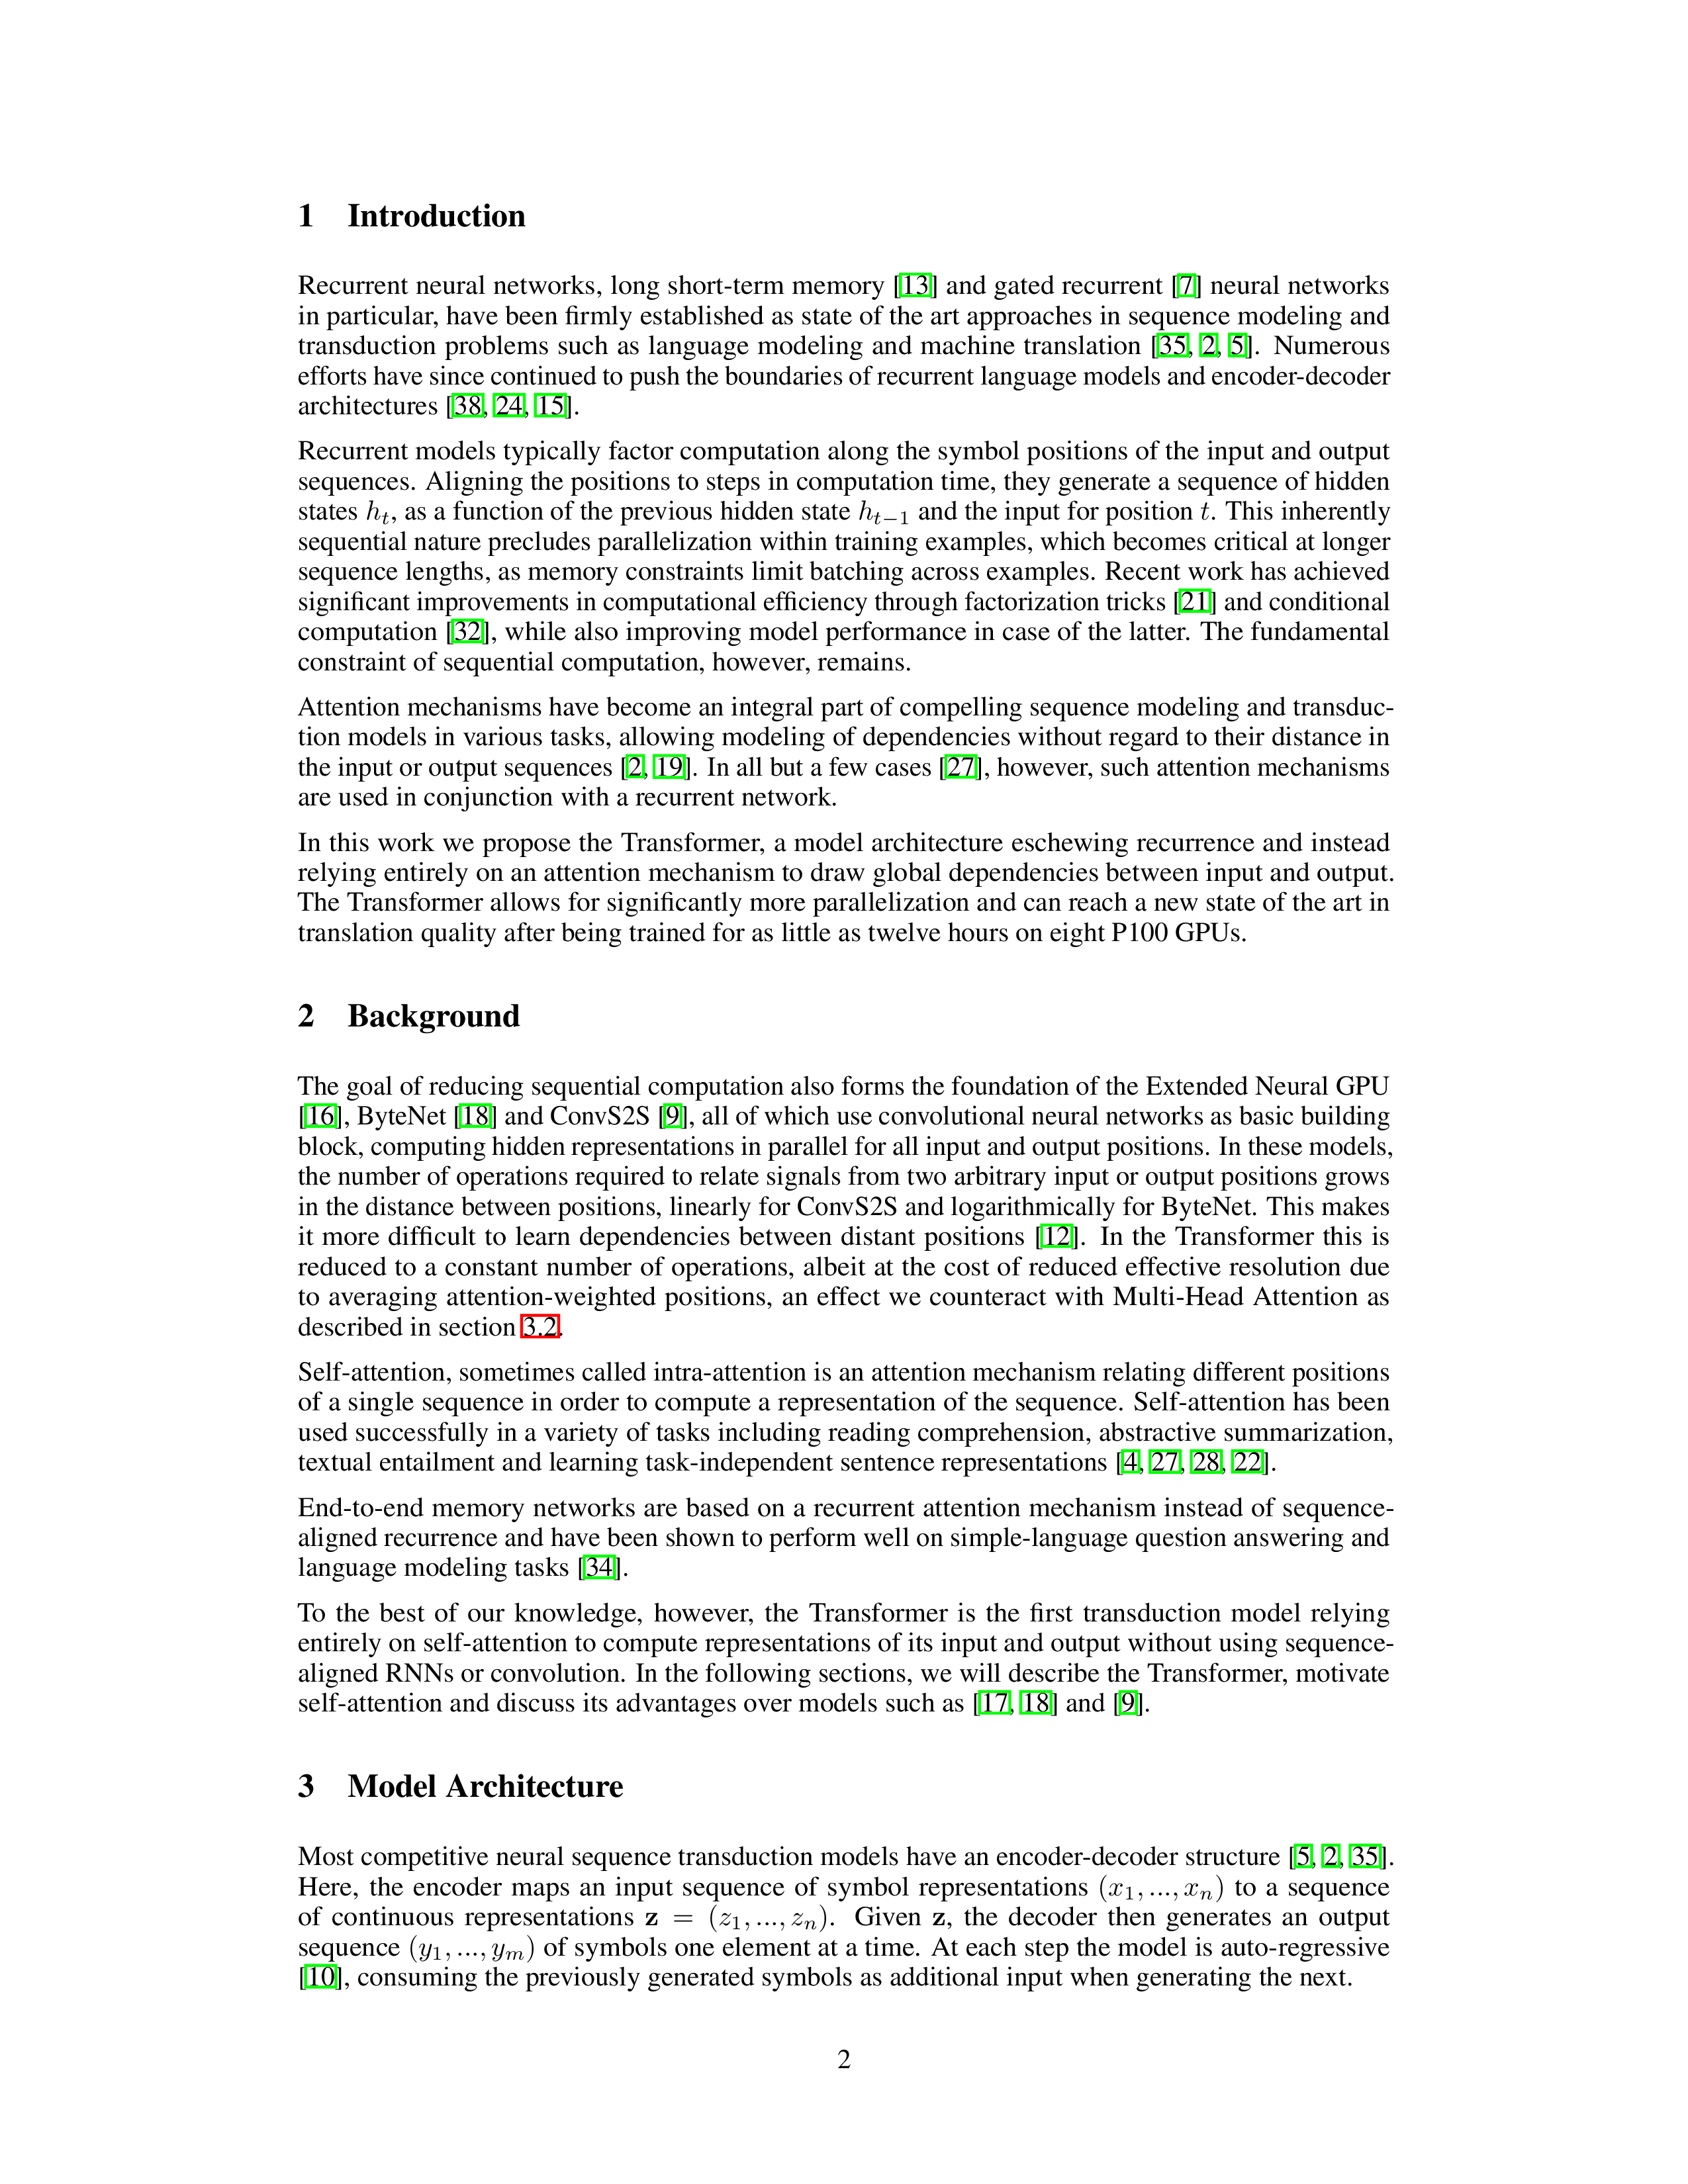 1 Introduction
Recurrent neural networks, long short-term memory [13] and gated recurrent [7] neural networks
in particular, have been firmly established as state of the art approaches in sequence modeling and
transduction problems such as language modeling and machine translation [35, 2, 5]. Numerous
efforts have since continued to push the boundaries of recurrent language models and encoder-decoder
architectures [38, 24, 15].
Recurrent models typically factor computation along the symbol positions of the input and output
sequences. Aligning the positions to steps in computation time, they generate a sequence of hidden
states h_t, as a function of the previous hidden state h_{t−1} and the input for position t. This inherently
sequential nature precludes parallelization within training examples, which becomes critical at longer
sequence lengths, as memory constraints limit batching across examples. Recent work has achieved
significant improvements in computational efficiency through factorization tricks [21] and conditional
computation [32], while also improving model performance in case of the latter. The fundamental
constraint of sequential computation, however, remains.
Attention mechanisms have become an integral part of compelling sequence modeling and transduc-
tion models in various tasks, allowing modeling of dependencies without regard to their distance in
the input or output sequences [2, 19]. In all but a few cases [27], however, such attention mechanisms
are used in conjunction with a recurrent network.
In this work we propose the Transformer, a model architecture eschewing recurrence and instead
relying entirely on an attention mechanism to draw global dependencies between input and output.
The Transformer allows for significantly more parallelization and can reach a new state of the art in
translation quality after being trained for as little as twelve hours on eight P100 GPUs.
2 Background
The goal of reducing sequential computation also forms the foundation of the Extended Neural GPU
[16], ByteNet [18] and ConvS2S [9], all of which use convolutional neural networks as basic building
block, computing hidden representations in parallel for all input and output positions. In these models,
the number of operations required to relate signals from two arbitrary input or output positions grows
in the distance between positions, linearly for ConvS2S and logarithmically for ByteNet. This makes
it more difficult to learn dependencies between distant positions [12]. In the Transformer this is
reduced to a constant number of operations, albeit at the cost of reduced effective resolution due
to averaging attention-weighted positions, an effect we counteract with Multi-Head Attention as
described in section 3.2.
Self-attention, sometimes called intra-attention is an attention mechanism relating different positions
of a single sequence in order to compute a representation of the sequence. Self-attention has been
used successfully in a variety of tasks including reading comprehension, abstractive summarization,
textual entailment and learning task-independent sentence representations [4, 27, 28, 22].
End-to-end memory networks are based on a recurrent attention mechanism instead of sequence-
aligned recurrence and have been shown to perform well on simple-language question answering and
language modeling tasks [34].
To the best of our knowledge, however, the Transformer is the first transduction model relying
entirely on self-attention to compute representations of its input and output without using sequence-
aligned RNNs or convolution. In the following sections, we will describe the Transformer, motivate
self-attention and discuss its advantages over models such as [17, 18] and [9].
3 Model Architecture
Most competitive neural sequence transduction models have an encoder-decoder structure [5, 2, 35].
Here, the encoder maps an input sequence of symbol representations (x_1, ..., x_n) to a sequence
of continuous representations z = (z_1, ..., z_n). Given z, the decoder then generates an output
sequence (y_1, ..., y_m) of symbols one element at a time. At each step the model is auto-regressive
[10], consuming the previously generated symbols as additional input when generating the next.
2